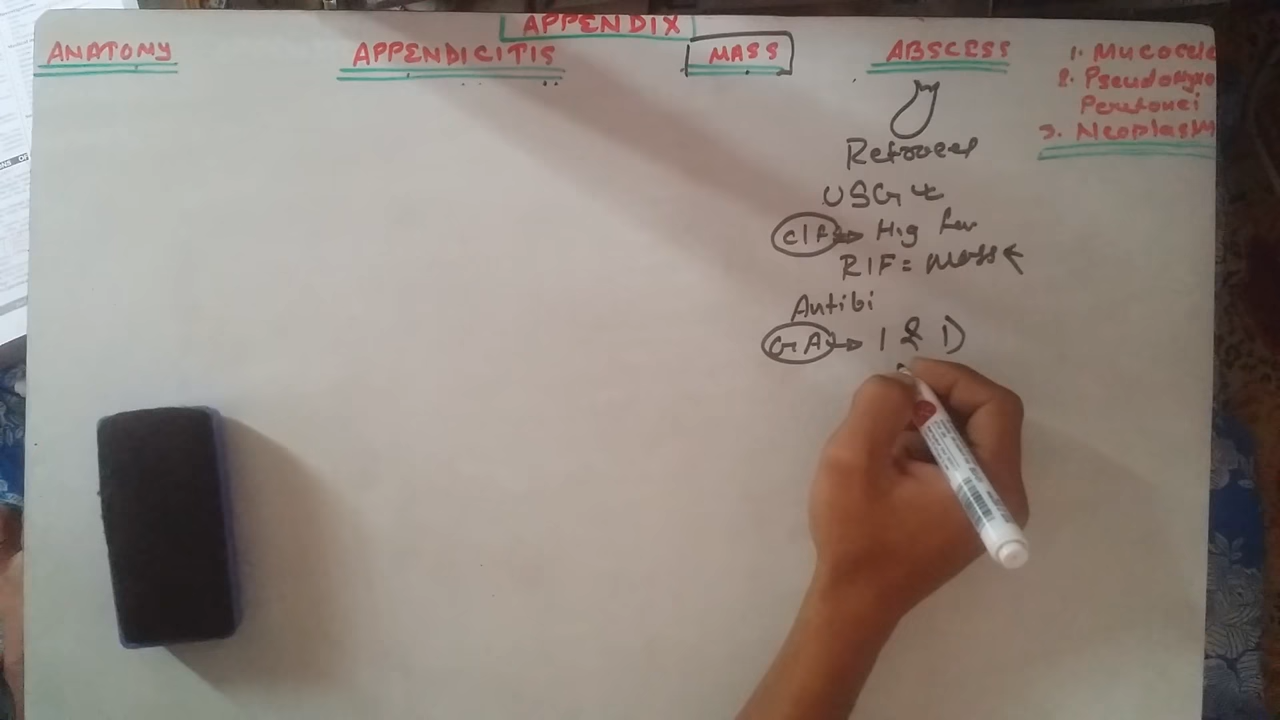 APPENDIX
ANATOMY APPENDICITIS MASS ABSCESS
1. Mucocele
2. Pseudomyxo
Peritonei
3. Neoplasm
Retrocec
USG
C/F → Hig fev
RIF = Mass
Antibi
GA → I & D